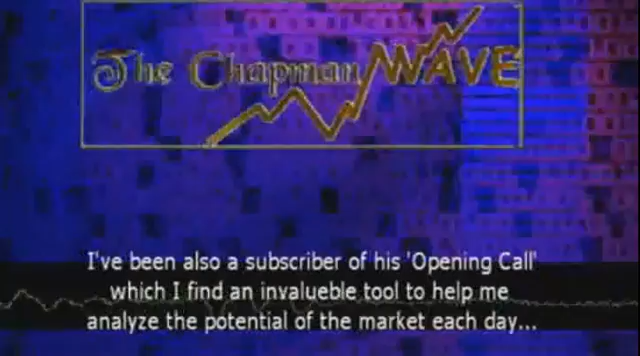 The Chapman WAVE
I've been also a subscriber of his 'Opening Call'
which I find an invalueble tool to help me
analyze the potential of the market each day...